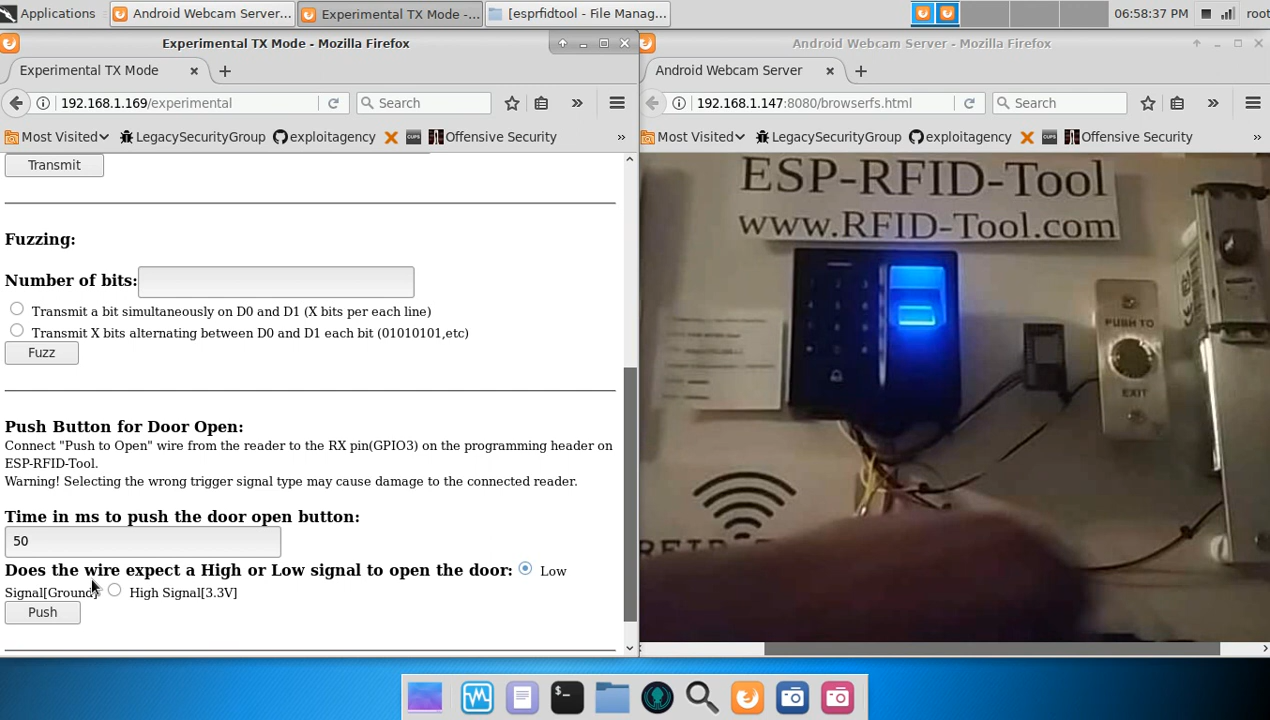 Applications
Android Webcam Server...
Experimental TX Mode -...
[esprfidtool - File Manag...
06:58:37 PM
root
Experimental TX Mode - Mozilla Firefox
Experimental TX Mode
192.168.1.169/experimental
Search
Most Visited
LegacySecurityGroup
exploitagency
CUPS
Offensive Security
»
Transmit
Fuzzing:
Number of bits:
Transmit a bit simultaneously on D0 and D1 (X bits per each line)
Transmit X bits alternating between D0 and D1 each bit (01010101,etc)
Fuzz
Push Button for Door Open:
Connect "Push to Open" wire from the reader to the RX pin(GPIO3) on the programming header on
ESP-RFID-Tool.
Warning! Selecting the wrong trigger signal type may cause damage to the connected reader.
Time in ms to push the door open button:
50
Does the wire expect a High or Low signal to open the door: Low
Signal[Ground] High Signal[3.3V]
Push
Android Webcam Server - Mozilla Firefox
Android Webcam Server
192.168.1.147:8080/browserfs.html
Search
Most Visited
LegacySecurityGroup
exploitagency
CUPS
Offensive Security
»
ESP-RFID-Tool
www.RFID-Tool.com
PUSH TO
EXIT